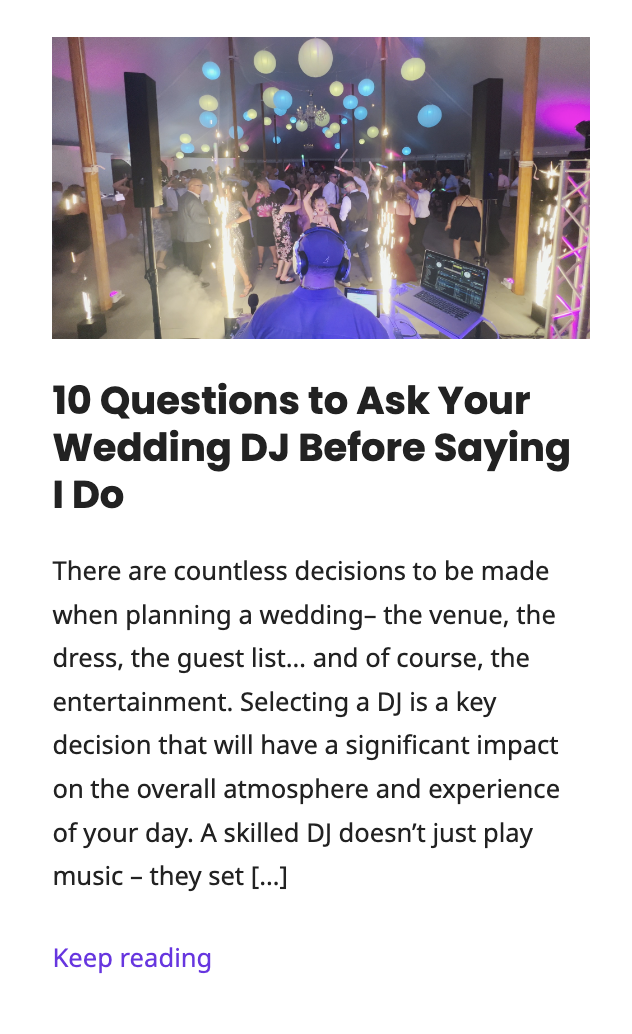 10 Questions to Ask Your
Wedding DJ Before Saying
I Do
There are countless decisions to be made
when planning a wedding– the venue, the
dress, the guest list… and of course, the
entertainment. Selecting a DJ is a key
decision that will have a significant impact
on the overall atmosphere and experience
of your day. A skilled DJ doesn’t just play
music – they set […]
Keep reading